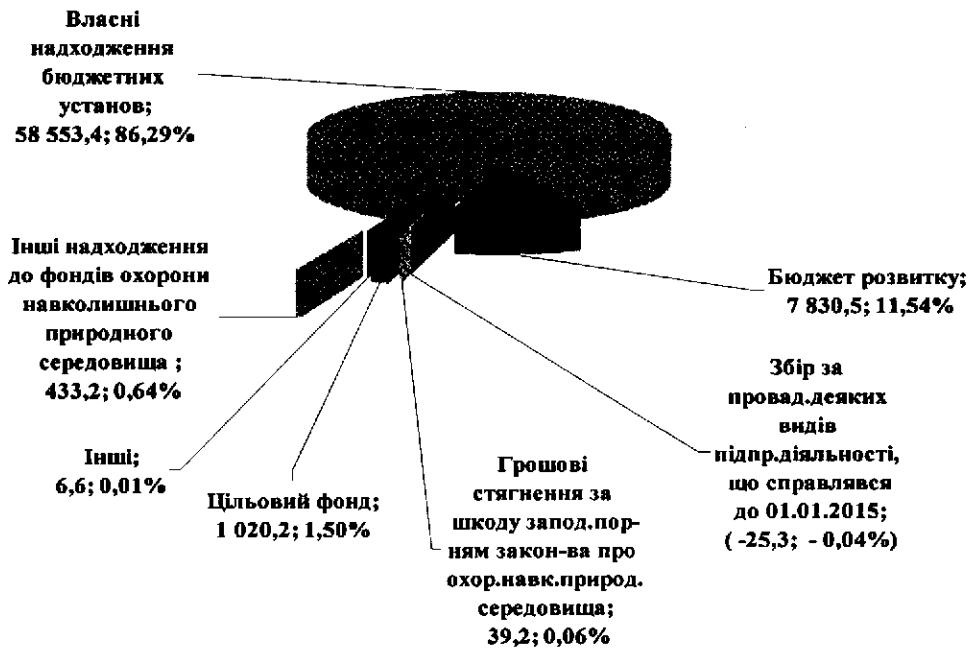 Власні
надходження
бюджетних
установ;
58 553,4; 86,29%
Інші надходження
до фондів охорони
навколишнього
природного
середовища ;
433,2; 0,64%
Інші;
6,6; 0,01%
Цільовий фонд;
1 020,2; 1,50%
Грошові
стягнення за
шкоду запод.пор-
ням закон-ва про
охор.навк.природ.
середовища;
39,2; 0,06%
Бюджет розвитку;
7 830,5; 11,54%
Збір за
провад.деяких
видів
підпр.діяльності,
що справлявся
до 01.01.2015;
( -25,3;  - 0,04%)